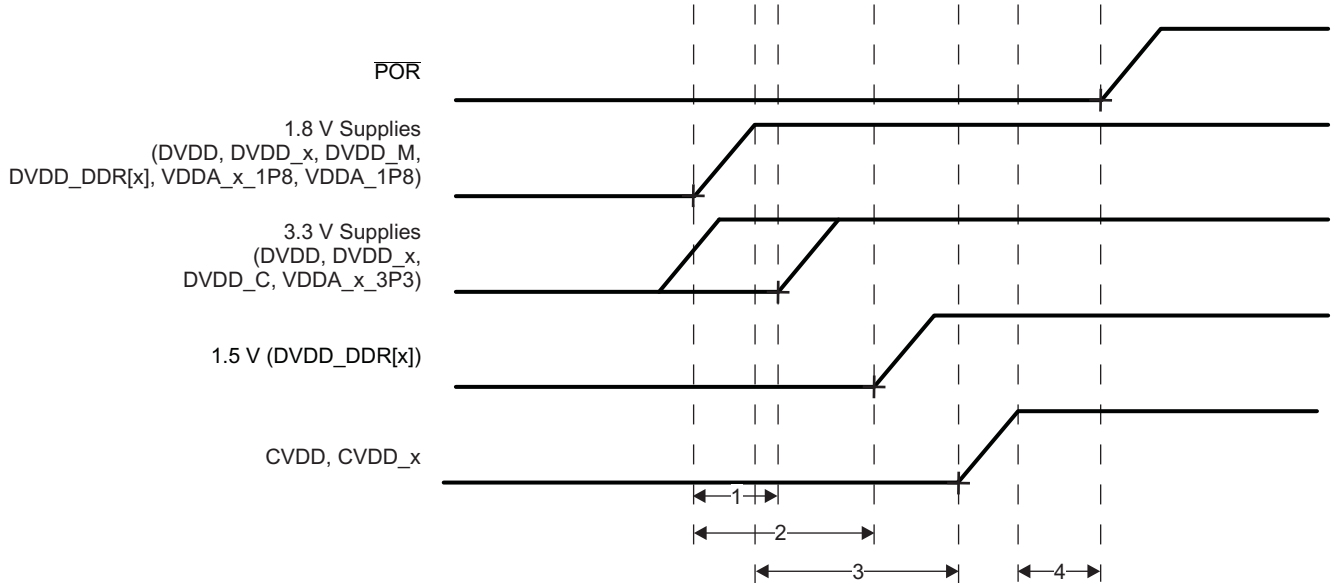 POR
1.8 V Supplies
(DVDD, DVDD_x, DVDD_M,
DVDD_DDR[x], VDDA_x_1P8, VDDA_1P8)
3.3 V Supplies
(DVDD, DVDD_x,
DVDD_C, VDDA_x_3P3)
1.5 V (DVDD_DDR[x])
CVDD, CVDD_x
1
2
3
4